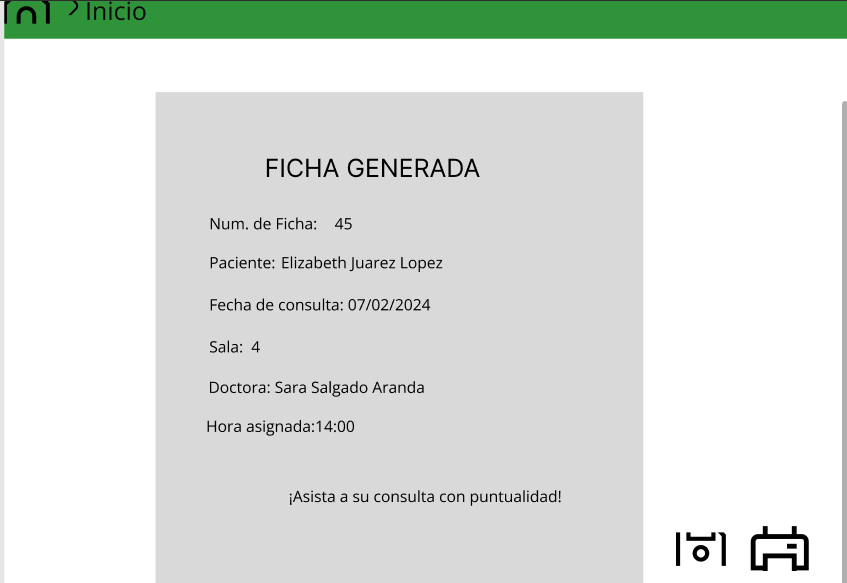 Inicio
FICHA GENERADA
Num. de Ficha: 45
Paciente: Elizabeth Juarez Lopez
Fecha de consulta: 07/02/2024
Sala: 4
Doctora: Sara Salgado Aranda
Hora asignada:14:00
¡Asista a su consulta con puntualidad!